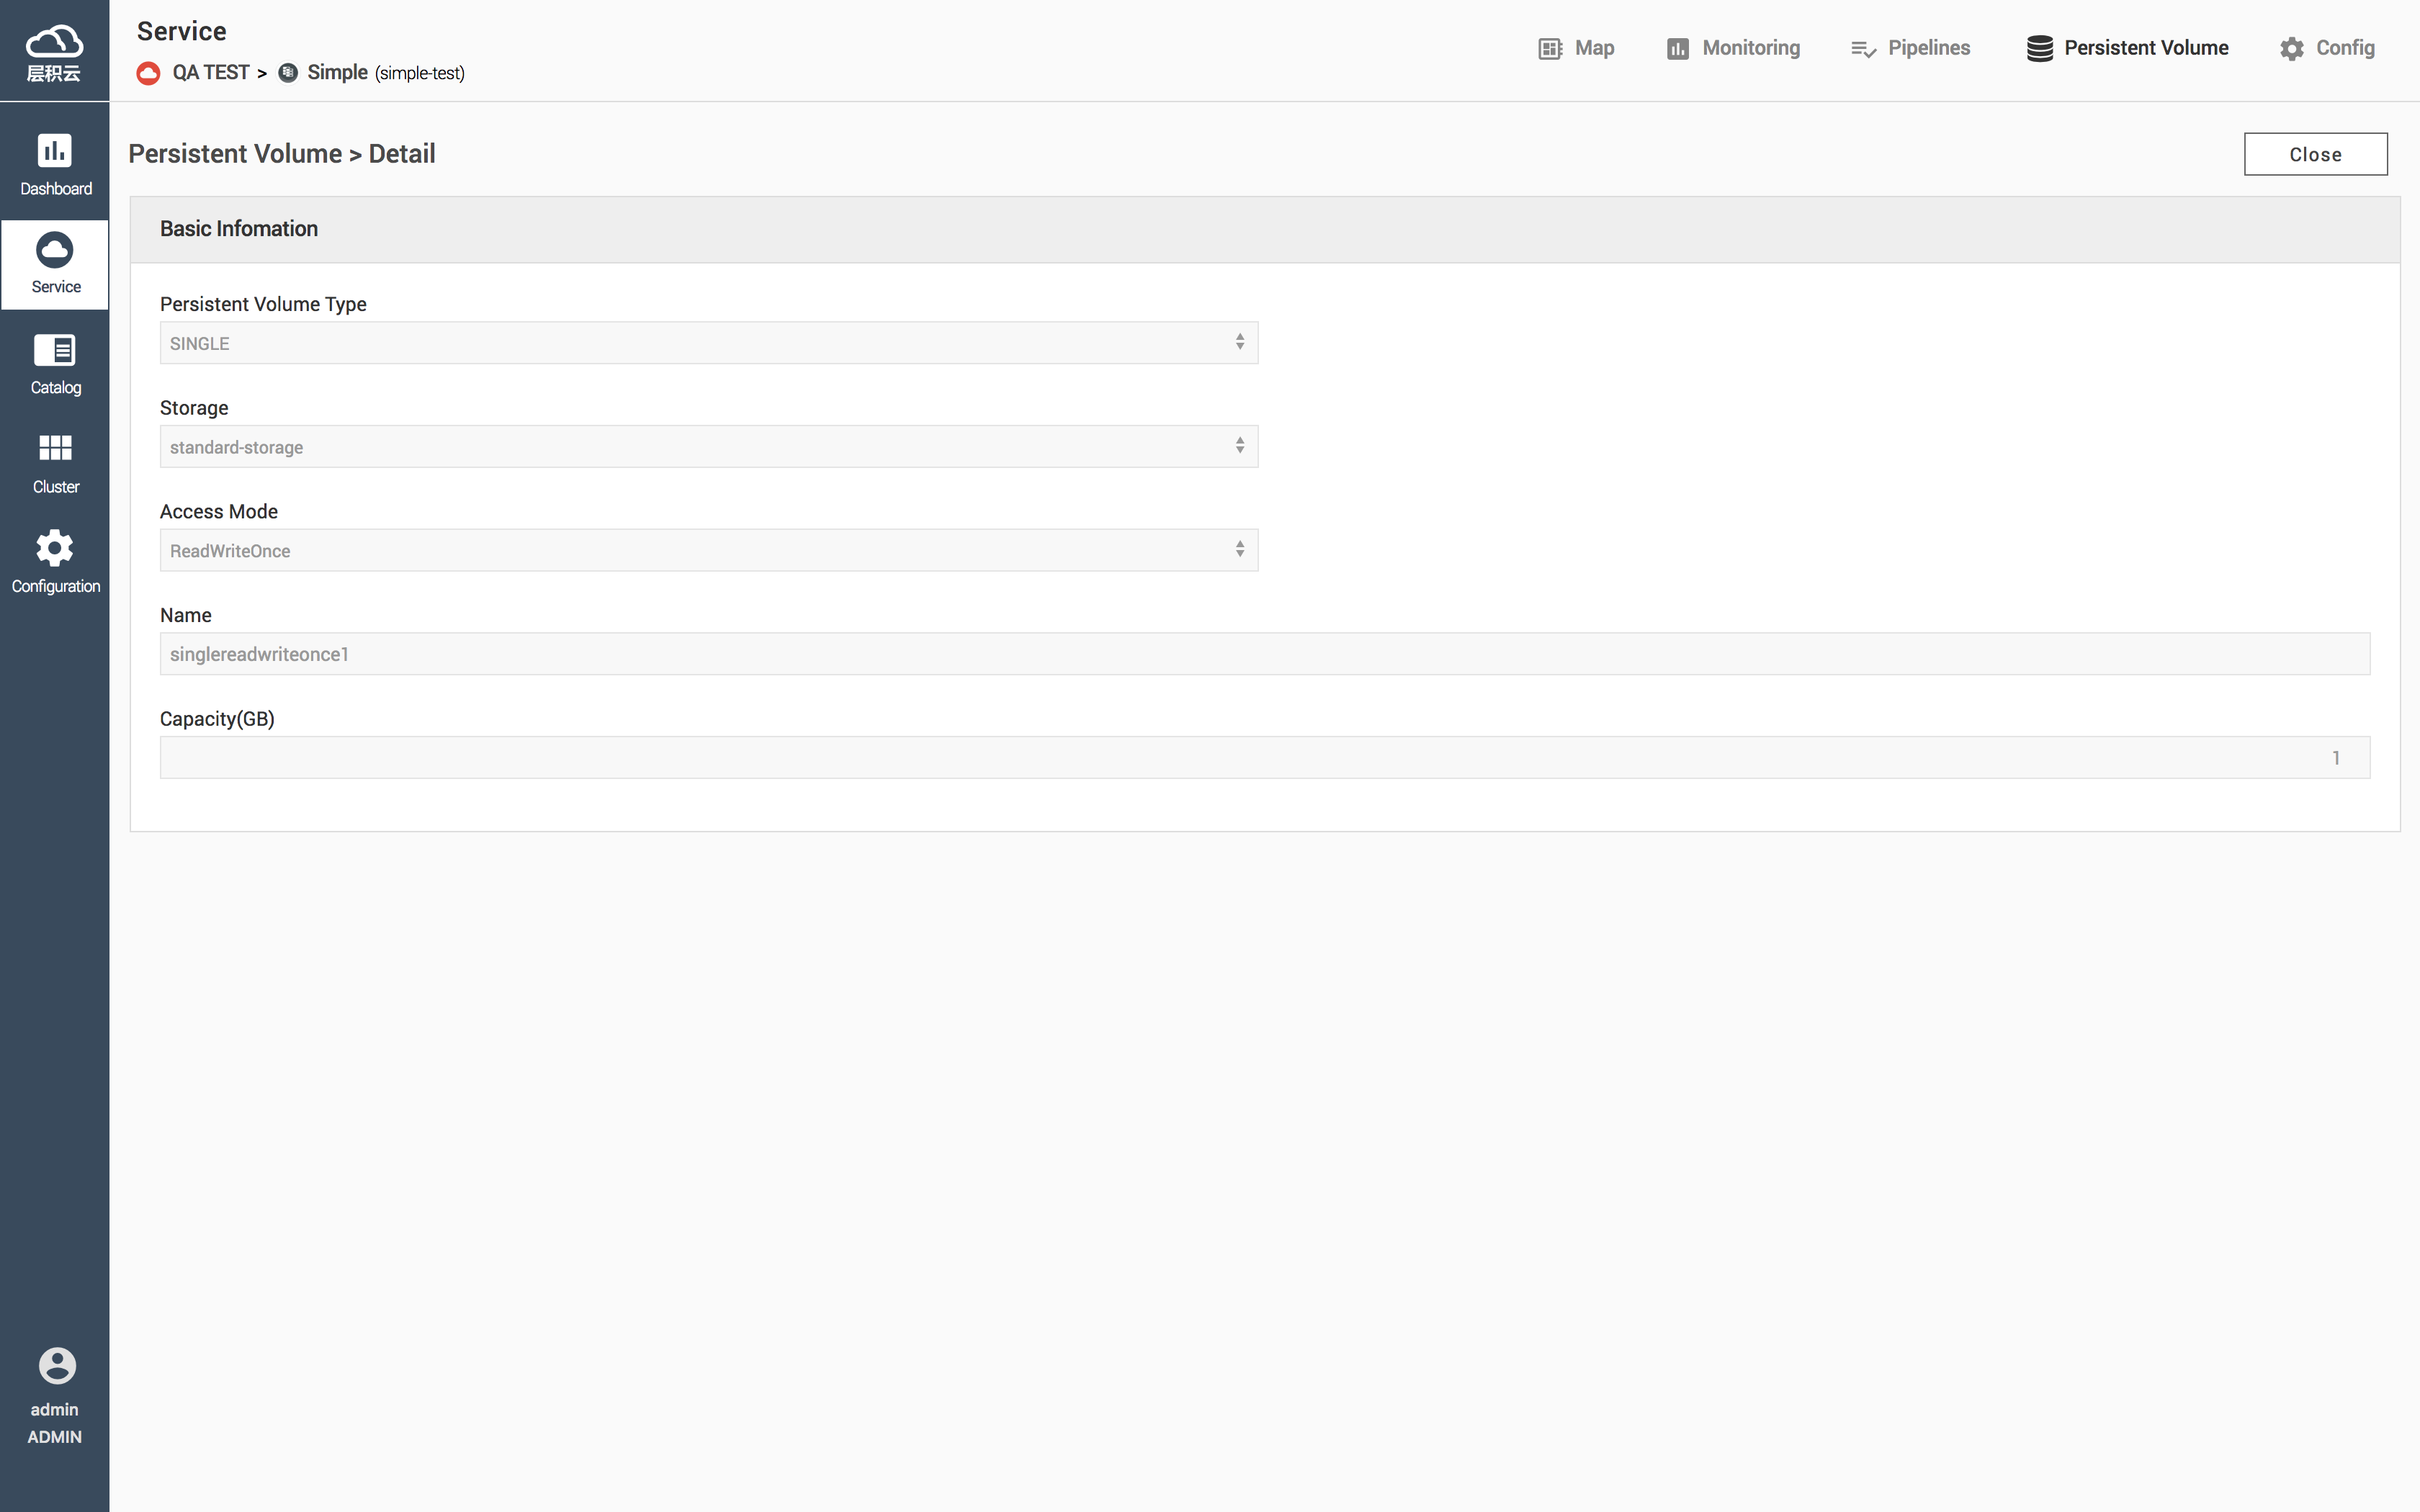 层积云
Service
QA TEST > Simple (simple-test)
Map
Monitoring
Pipelines
Persistent Volume
Config
Dashboard
Service
Catalog
Cluster
Configuration
admin
ADMIN
Persistent Volume > Detail
Close
Basic Infomation
Persistent Volume Type
SINGLE
Storage
standard-storage
Access Mode
ReadWriteOnce
Name
singlereadwriteonce1
Capacity(GB)
1